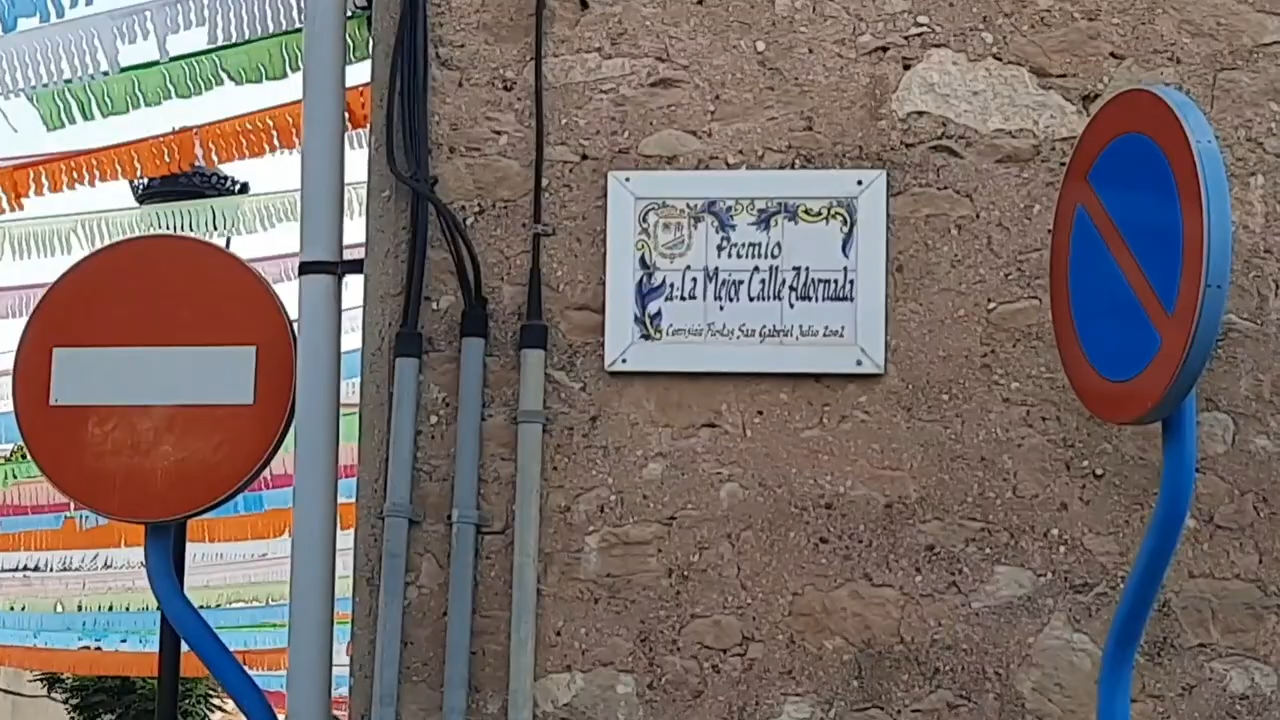 Premio
a: La Mejor Calle Adornada
Comisión Fiestas San Gabriel Julio 2002